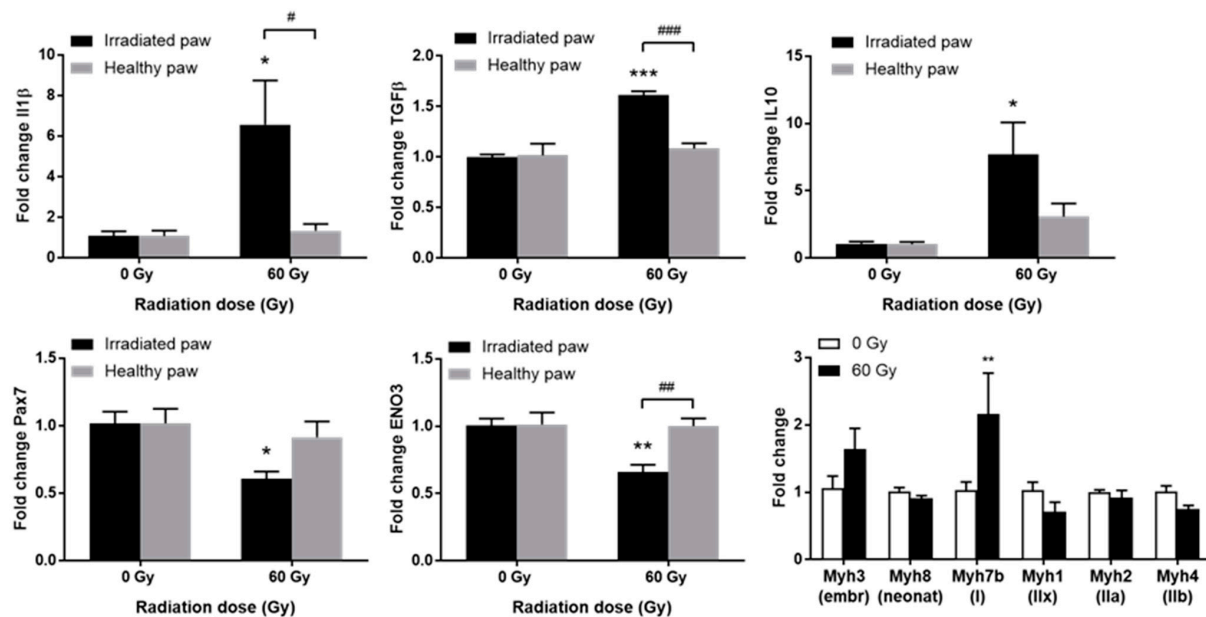 Irradiated paw
Healthy paw
#
*
Fold change Il1β
10
8
6
4
2
0
0 Gy
60 Gy
Radiation dose (Gy)
Irradiated paw
Healthy paw
###
***
Fold change TGFβ
2.0
1.5
1.0
0.5
0.0
0 Gy
60 Gy
Radiation dose (Gy)
Irradiated paw
Healthy paw
*
Fold change IL10
15
10
5
0
0 Gy
60 Gy
Radiation dose (Gy)
Irradiated paw
Healthy paw
*
Fold change Pax7
1.5
1.0
0.5
0.0
0 Gy
60 Gy
Radiation dose (Gy)
Irradiated paw
Healthy paw
##
**
Fold change ENO3
1.5
1.0
0.5
0.0
0 Gy
60 Gy
Radiation dose (Gy)
0 Gy
60 Gy
**
Fold change
3
2
1
0
Myh3 Myh8 Myh7b Myh1 Myh2 Myh4
(embr) (neonat) (I) (IIx) (IIa) (IIb)